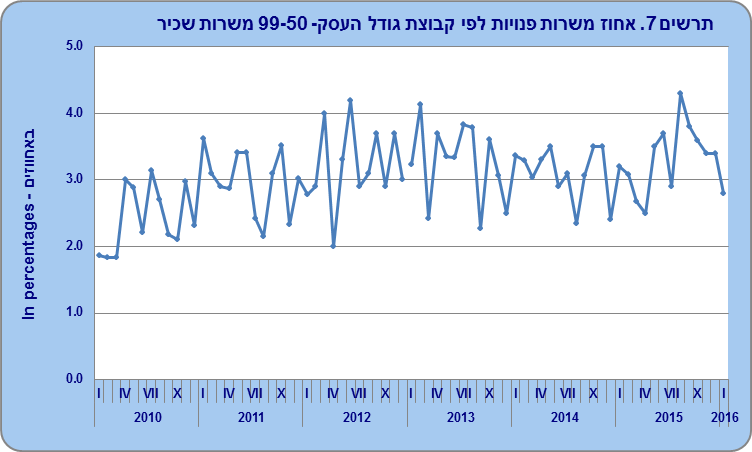 תרשים 7. אחוז משרות פנויות לפי קבוצת גודל העסק- 99-50 משרות שכיר
In percentages - באחוזים
5.0
4.0
3.0
2.0
1.0
0.0
I IV VII X I IV VII X I IV VII X I IV VII X I IV VII X I IV VII X I
2010 2011 2012 2013 2014 2015 2016